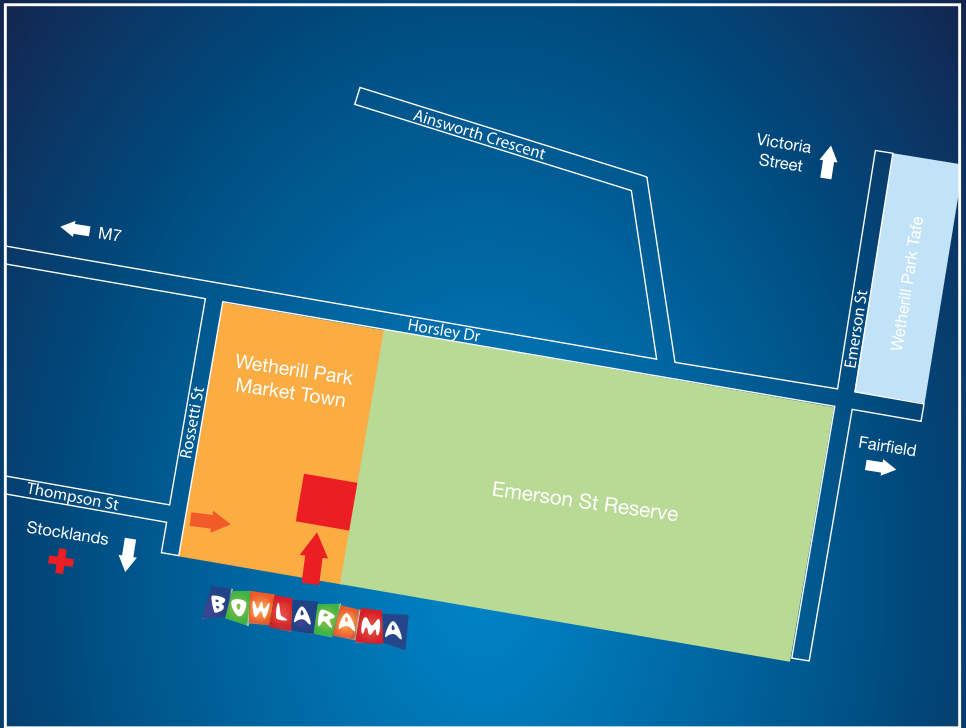 Ainsworth Crescent
Victoria
Street
M7
Wetherill Park Tafe
Emerson St
Horsley Dr
Wetherill Park
Market Town
Rossetti St
Fairfield
Emerson St Reserve
Thompson St
Stocklands
BOWLARAMA